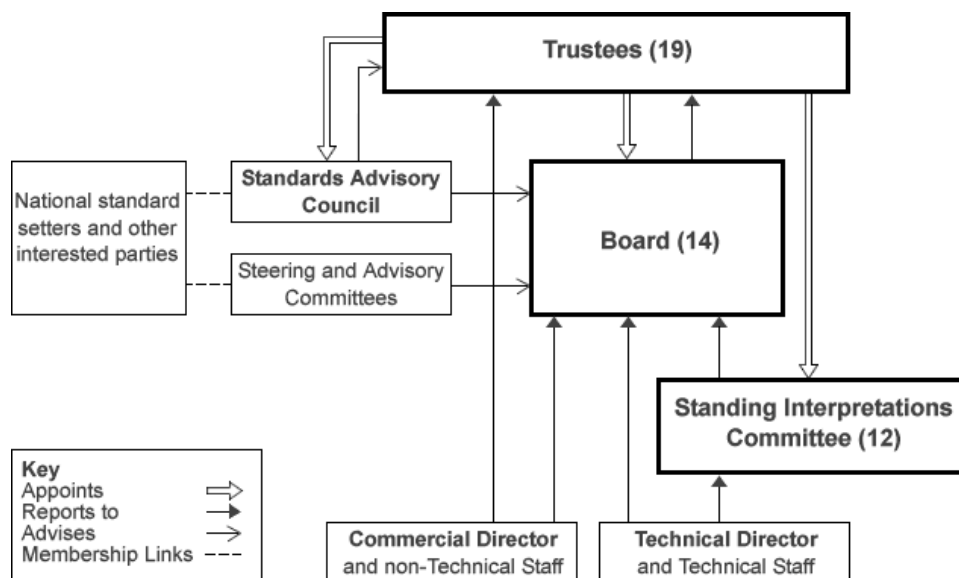 Trustees (19)
National standard
setters and other
interested parties
Standards Advisory
Council
Steering and Advisory
Committees
Board (14)
Standing Interpretations
Committee (12)
Key
Appoints
Reports to
Advises
Membership Links
Commercial Director
and non-Technical Staff
Technical Director
and Technical Staff